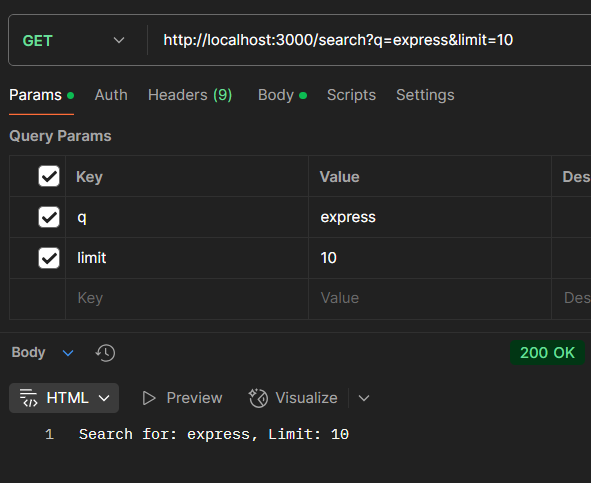 GET http://localhost:3000/search?q=express&limit=10
Params Auth Headers (9) Body Scripts Settings
Query Params
Key Value Des
q express
limit 10
Key Value Des
Body 200 OK
HTML Preview Visualize
1 Search for: express, Limit: 10